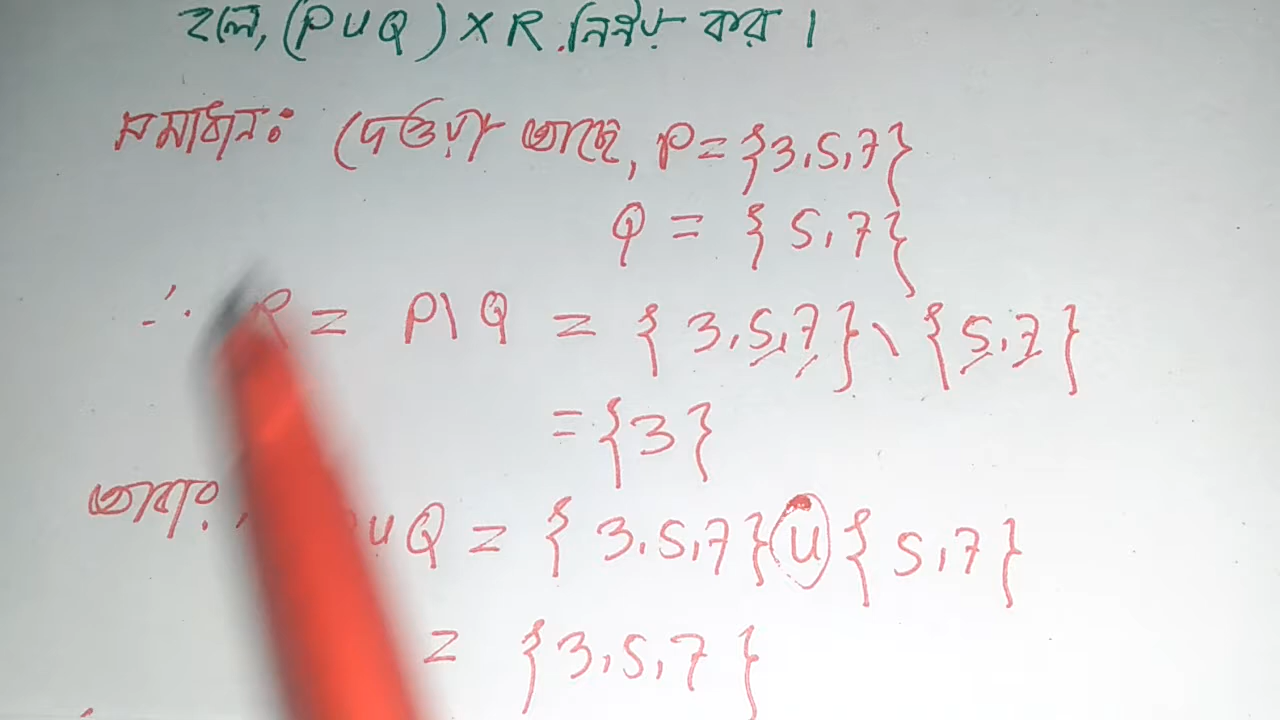 হলে, (P∪Q) × R নির্ণয় কর।
সমাধানঃ দেওয়া আছে, P = {3,5,7}
Q = {5,7}
∴ R = P\Q = {3,5,7} \ {5,7}
= {3}
আবার, P∪Q = {3,5,7} ∪ {5,7}
= {3,5,7}